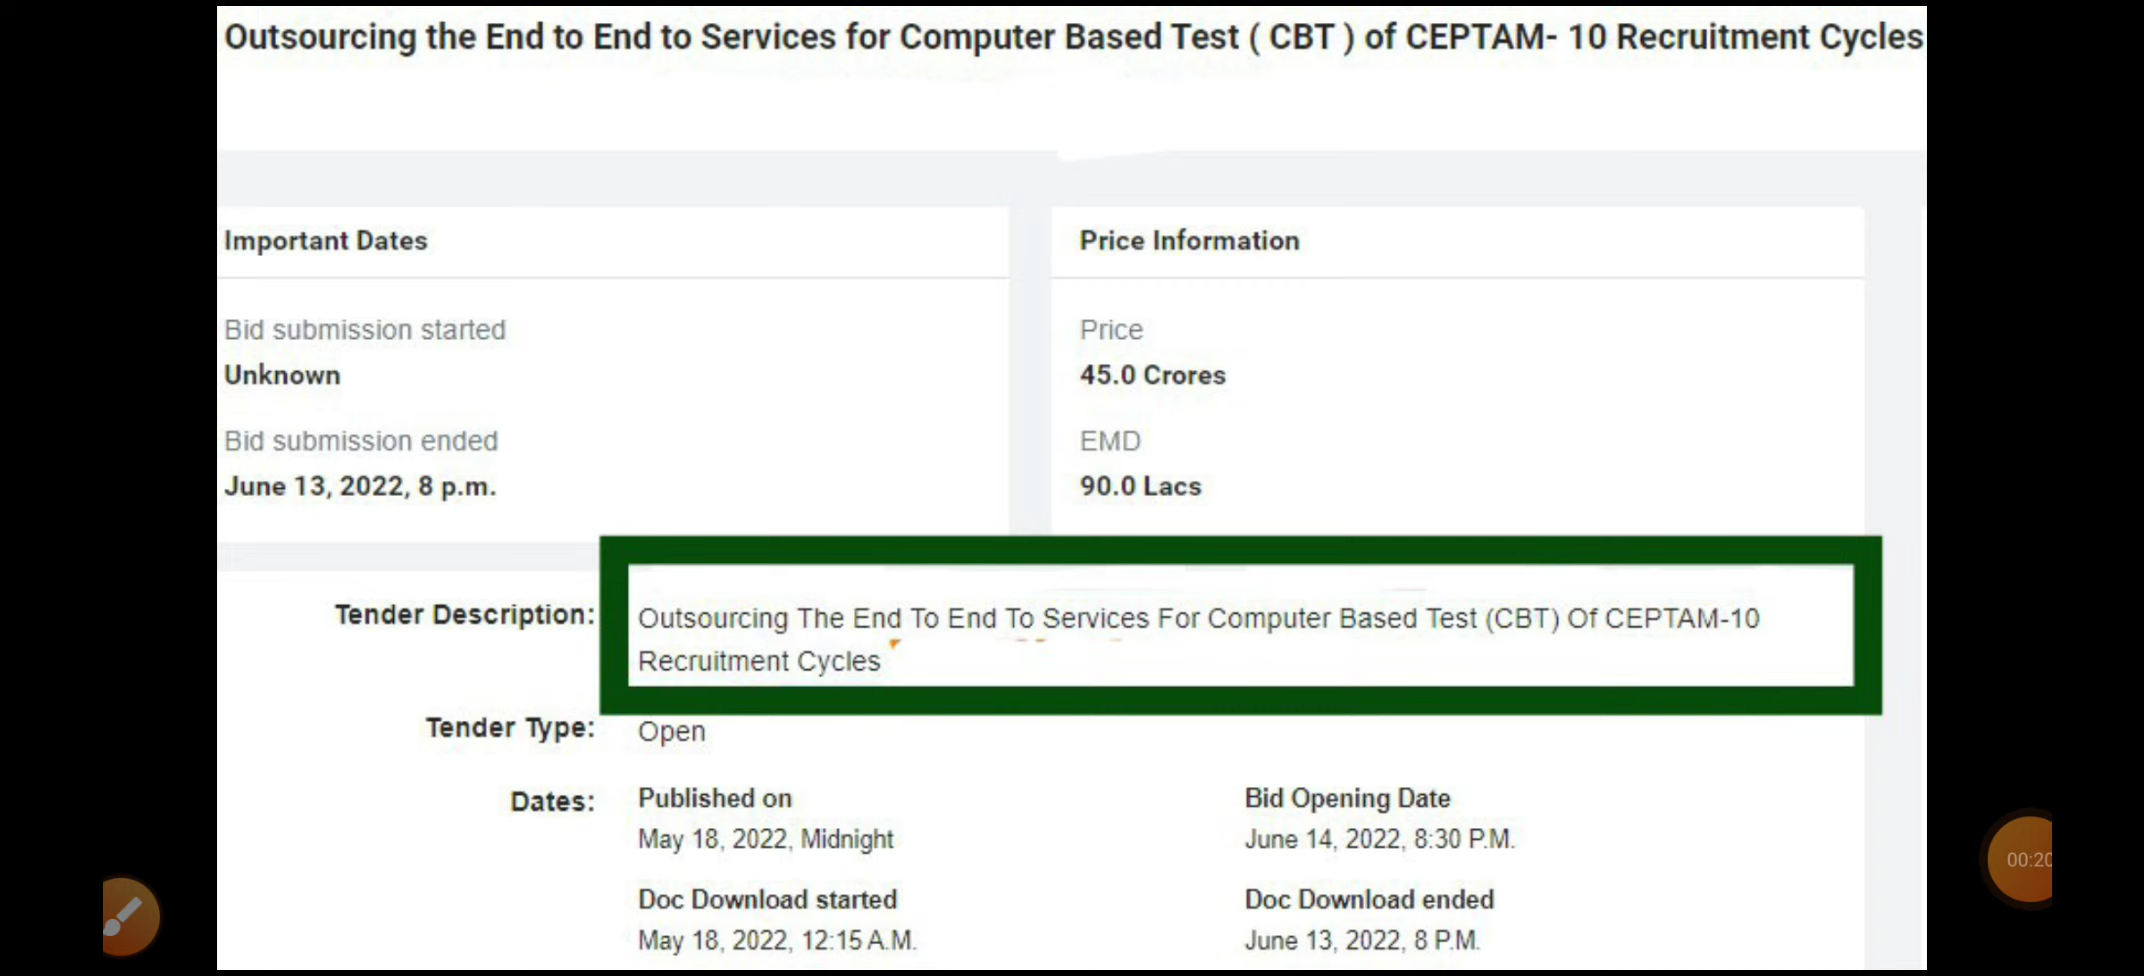 Outsourcing the End to End to Services for Computer Based Test ( CBT ) of CEPTAM- 10 Recruitment Cycles
Important Dates
Bid submission started
Unknown
Bid submission ended
June 13, 2022, 8 p.m.
Price Information
Price
45.0 Crores
EMD
90.0 Lacs
Tender Description:
Outsourcing The End To End To Services For Computer Based Test (CBT) Of CEPTAM-10
Recruitment Cycles
Tender Type:
Open
Dates:
Published on
May 18, 2022, Midnight
Bid Opening Date
June 14, 2022, 8:30 P.M.
Doc Download started
May 18, 2022, 12:15 A.M.
Doc Download ended
June 13, 2022, 8 P.M.
00:20